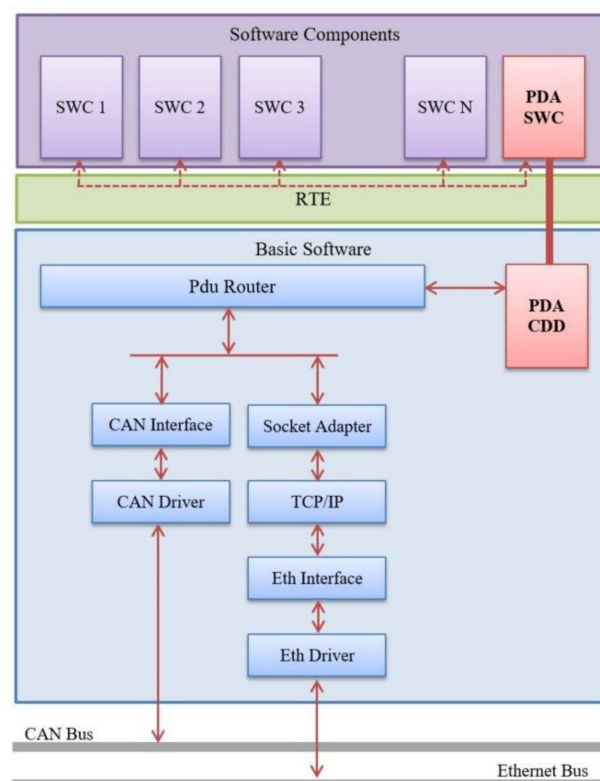 Software Components
SWC 1
SWC 2
SWC 3
SWC N
PDA
SWC
RTE
Basic Software
Pdu Router
PDA
CDD
CAN Interface
Socket Adapter
CAN Driver
TCP/IP
Eth Interface
Eth Driver
CAN Bus
Ethernet Bus